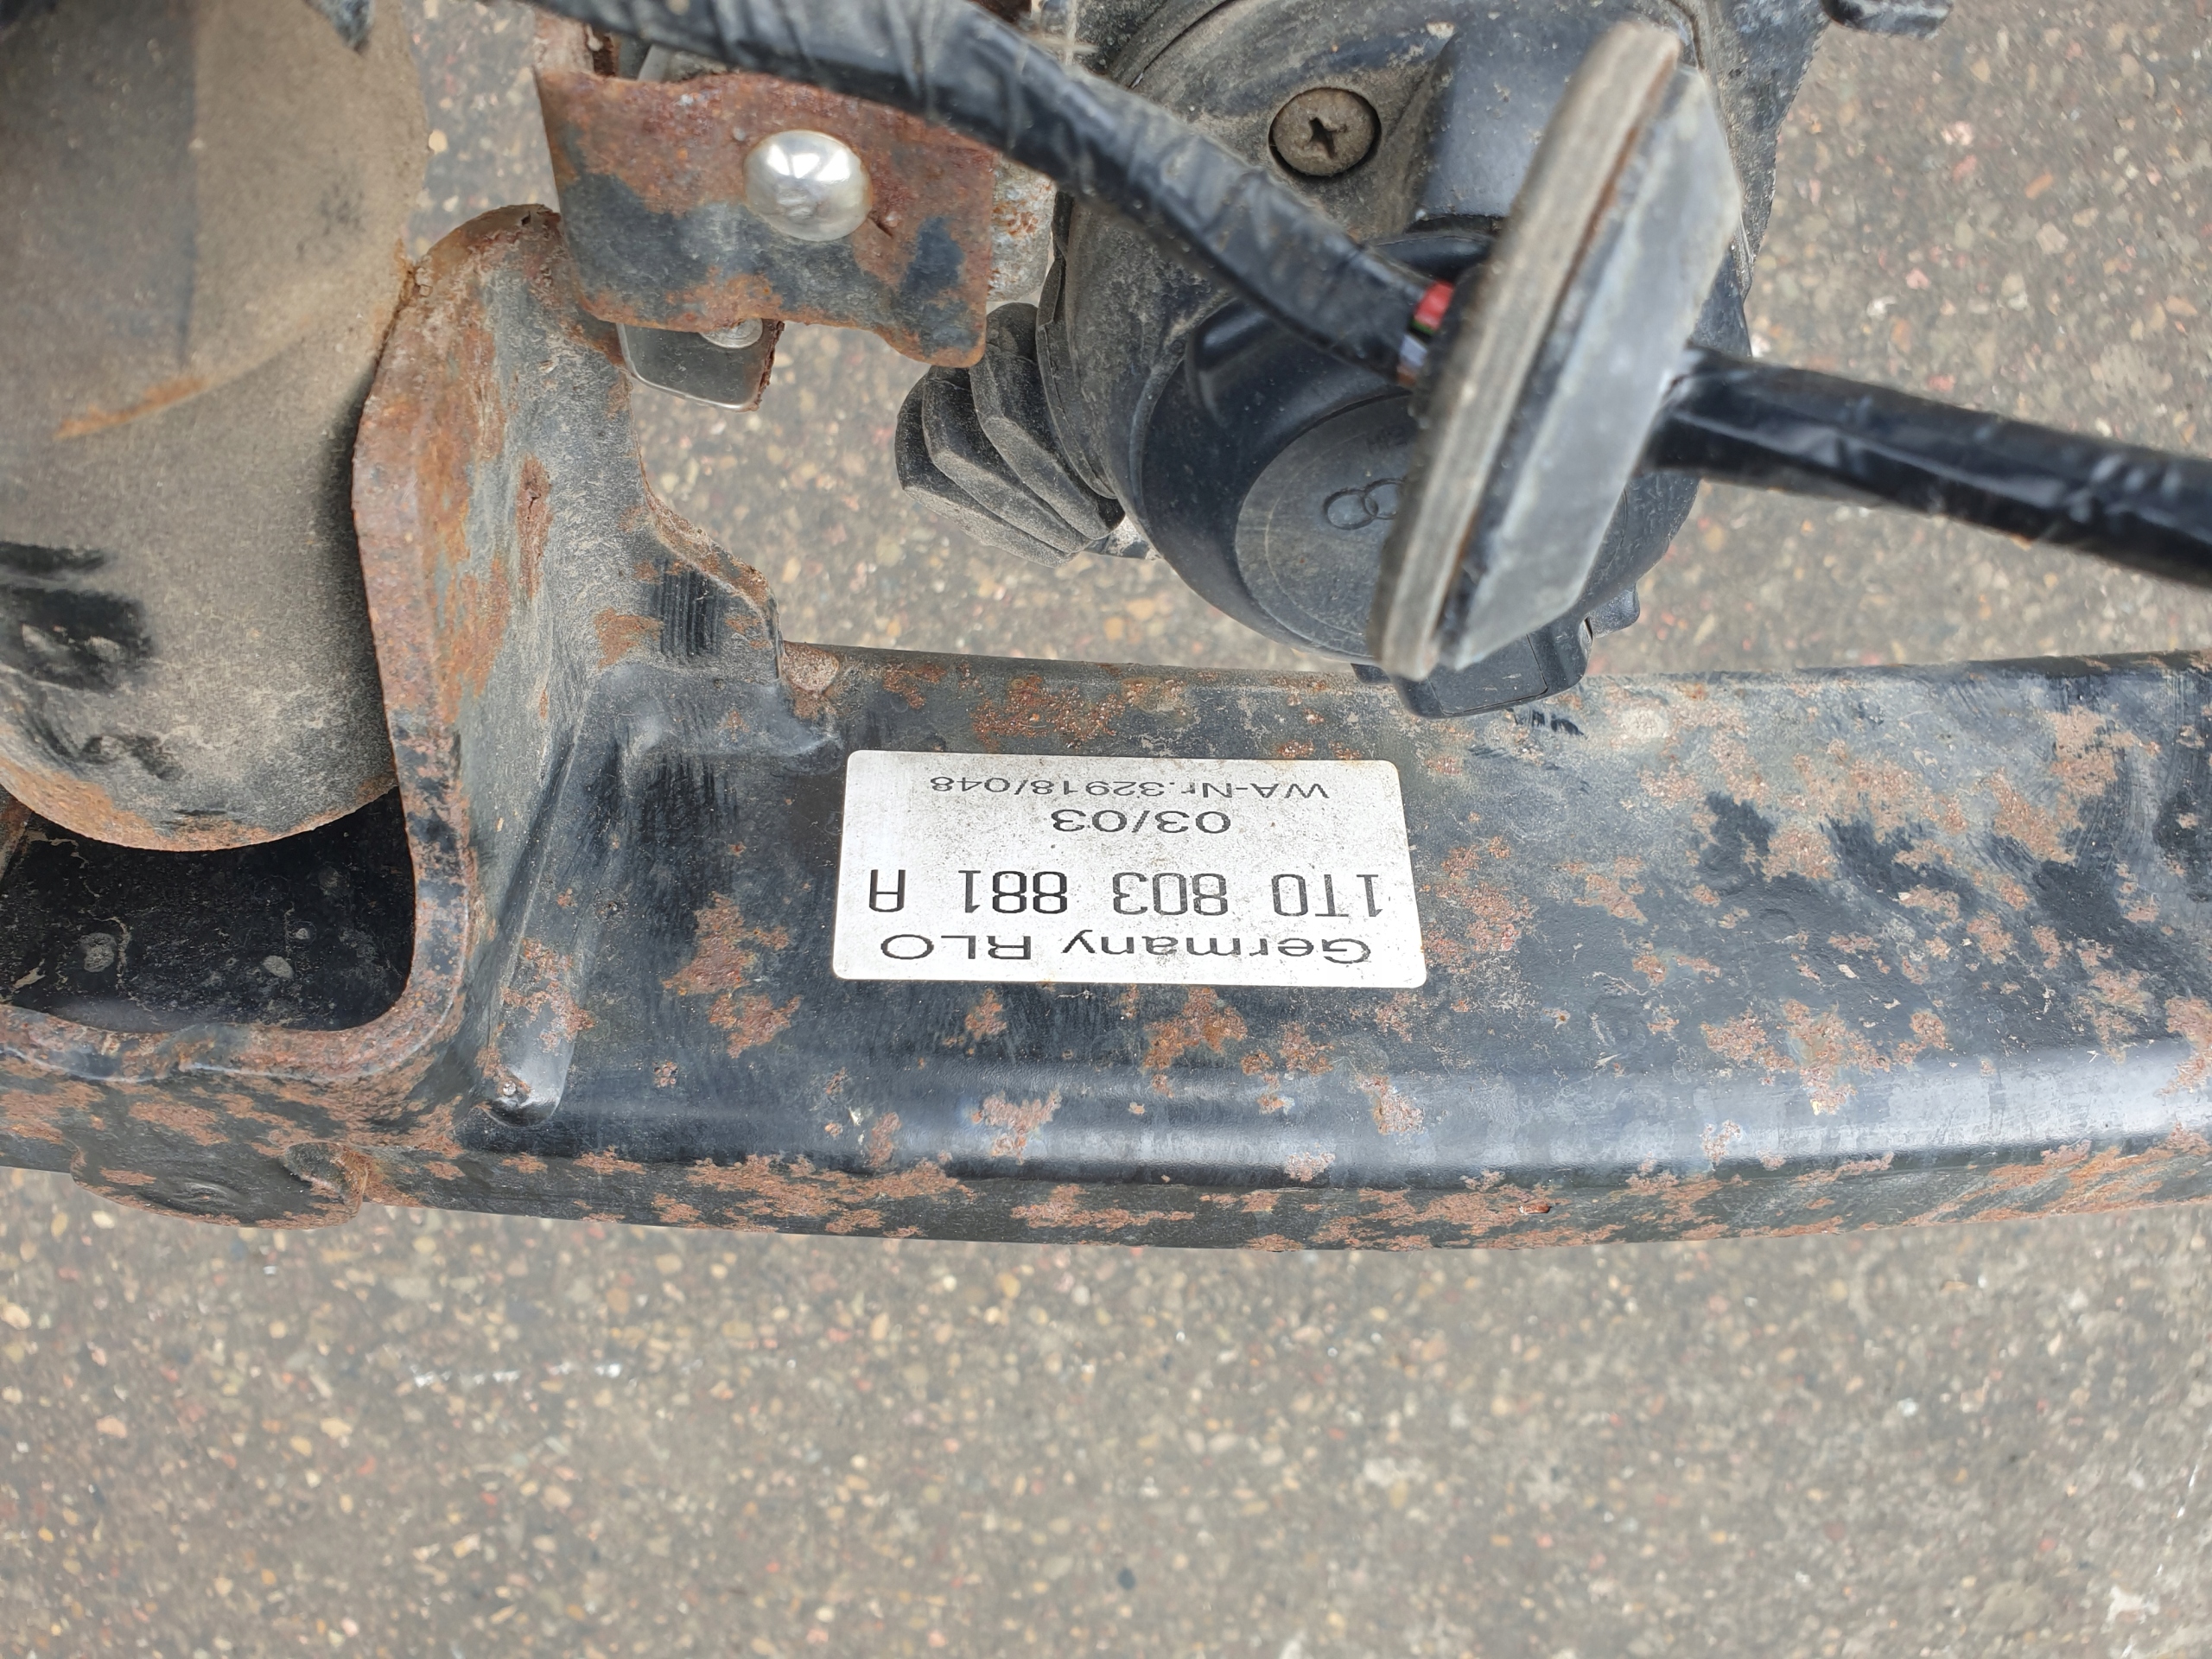 Germany RLO
1T0 803 881 A
03/03
WA-Nr.32918/048